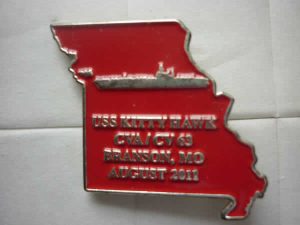 USS KITTY HAWK
CVA / CV 63
BRANSON, MO
AUGUST 2011